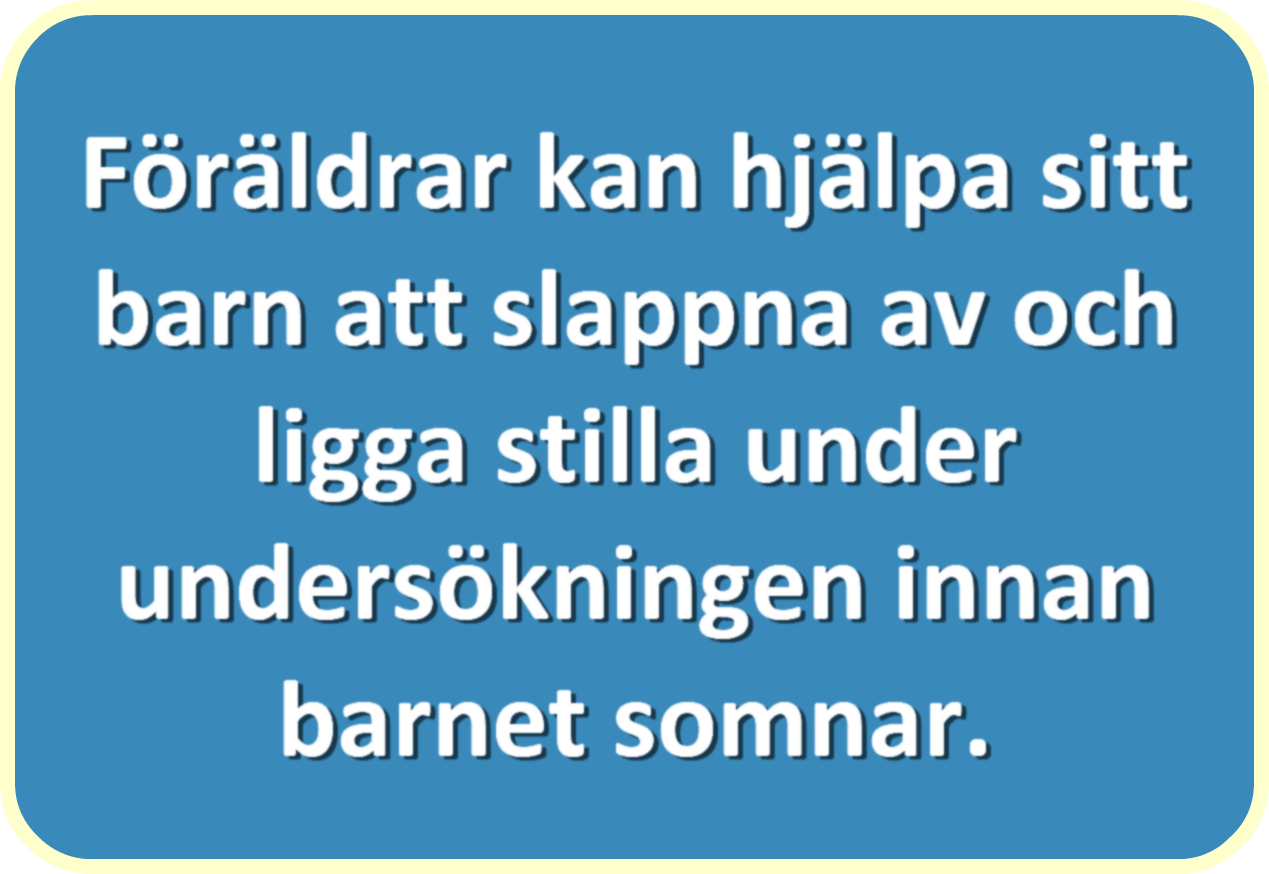 Föräldrar kan hjälpa sitt
barn att slappna av och
ligga stilla under
undersökningen innan
barnet somnar.